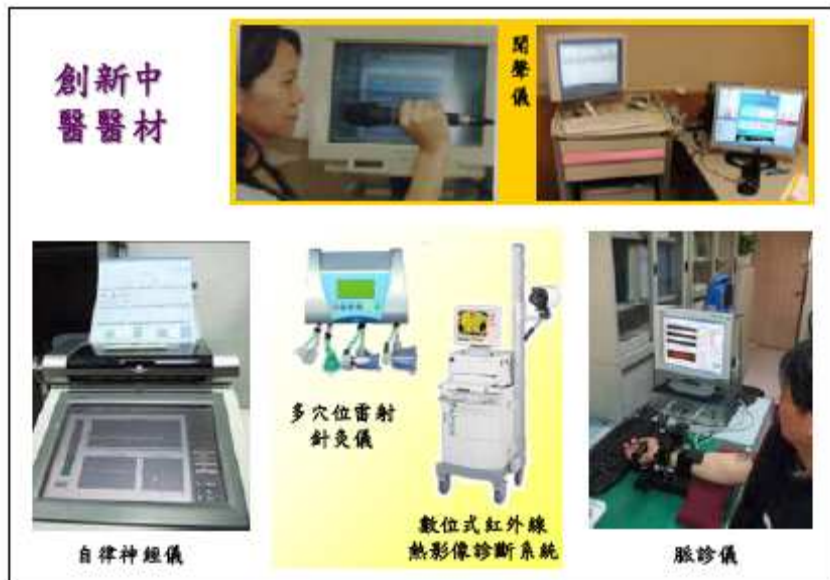 創新中
醫醫材
聞聲儀
多穴位雷射
針灸儀
數位式紅外線
熱影像診斷系統
自律神經儀
脈診儀